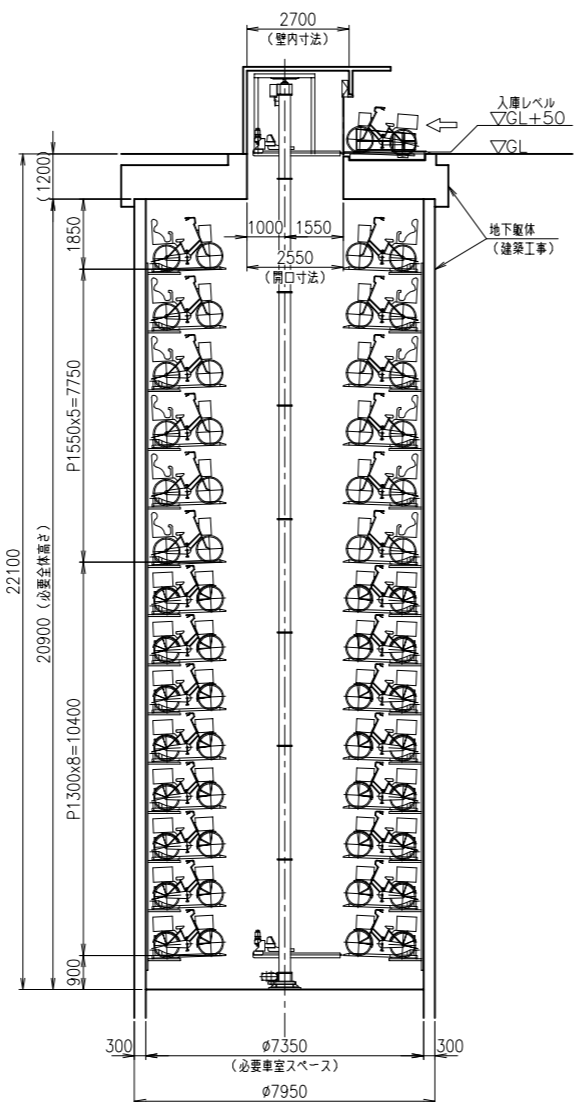 2700
（壁内寸法）
入庫レベル
▽GL+50
▽GL
(1200)
1850
1000
1550
2550
（開口寸法）
地下躯体
（建築工事）
P1550x5=7750
22100
20900（必要全体高さ）
P1300x8=10400
900
300
ø7350
300
（必要車室スペース）
ø7950